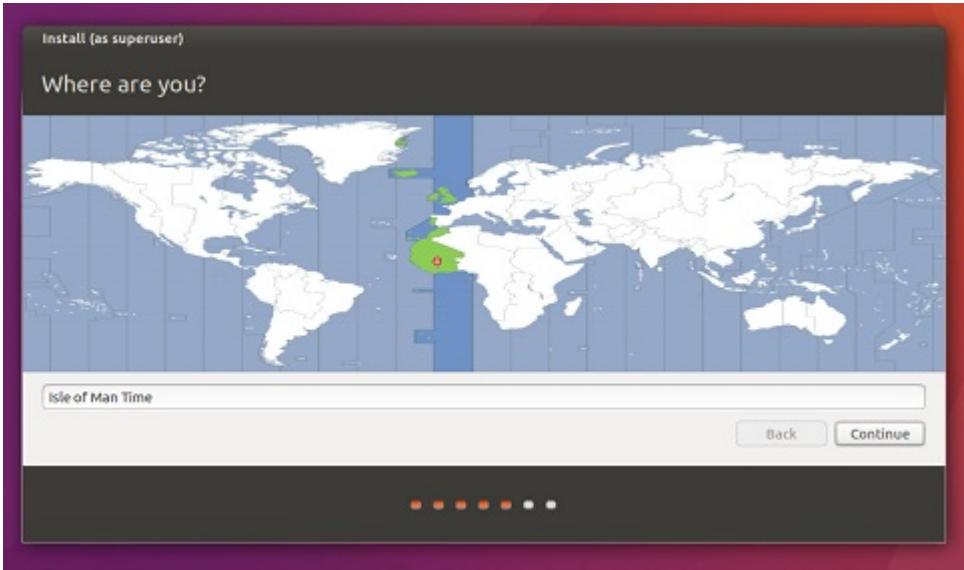 Install (as superuser)
Where are you?
Isle of Man Time
Back
Continue